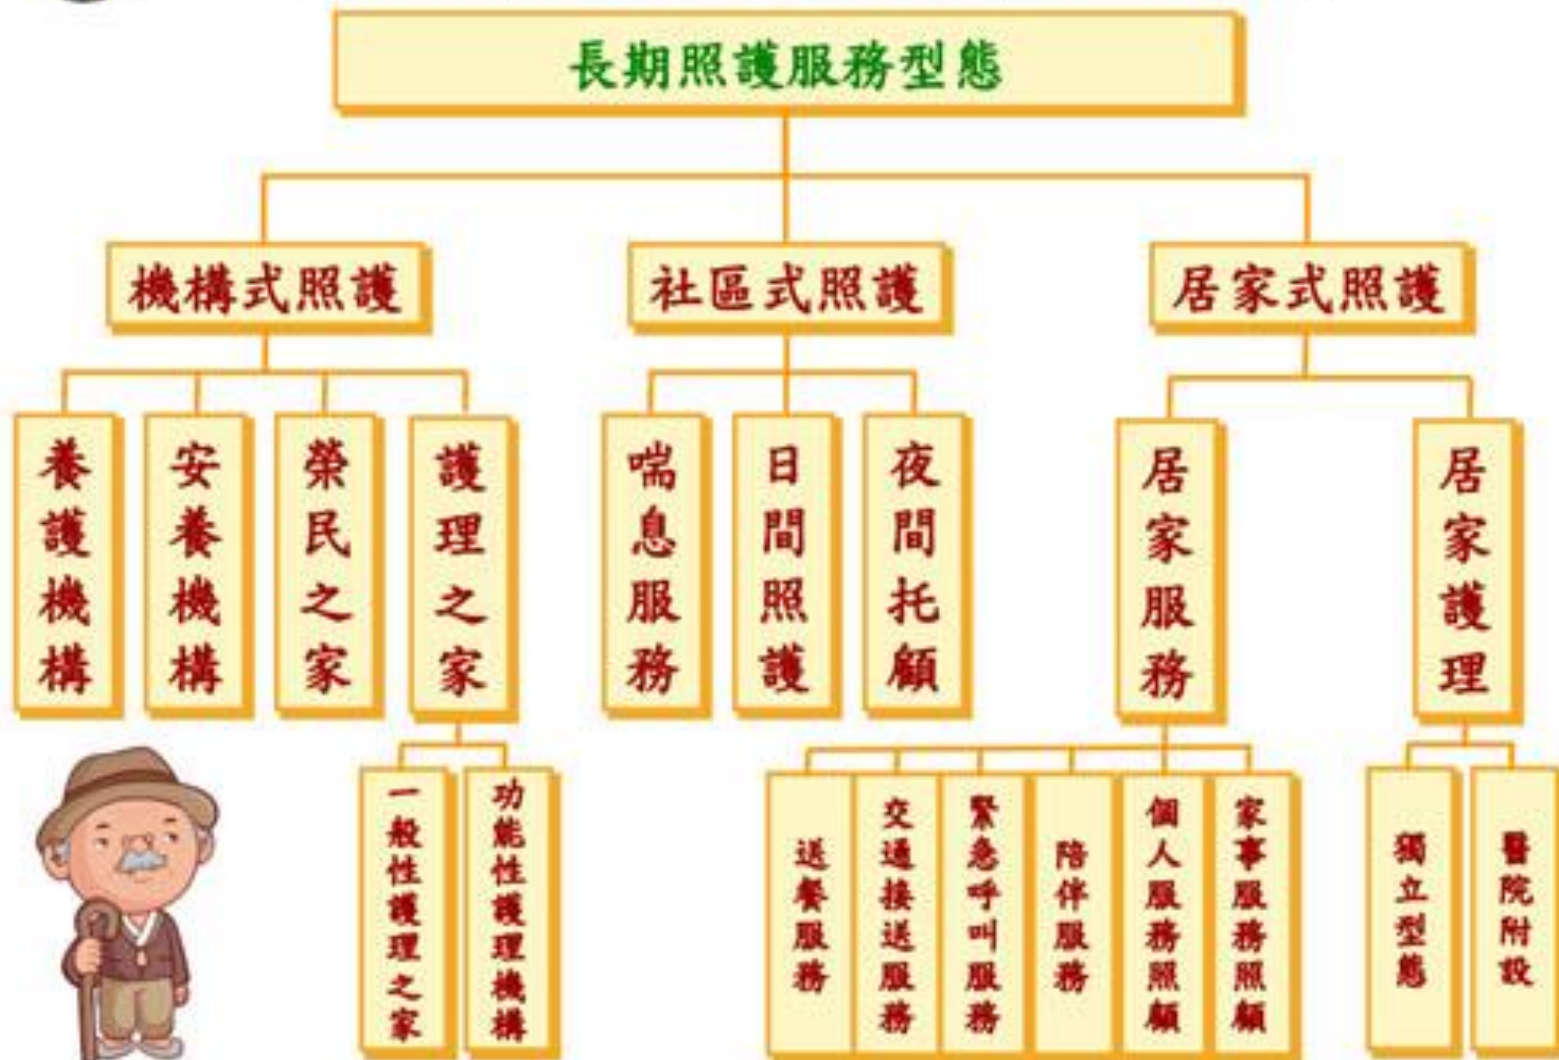 長期照護服務型態
機構式照護
社區式照護
居家式照護
養護機構
安養機構
榮民之家
護理之家
喘息服務
日間照護
夜間托顧
居家服務
居家護理
一般性護理之家
功能性護理機構
送餐服務
交通接送服務
緊急呼叫服務
陪伴服務
個人服務照顧
家事服務照顧
獨立型態
醫院附設